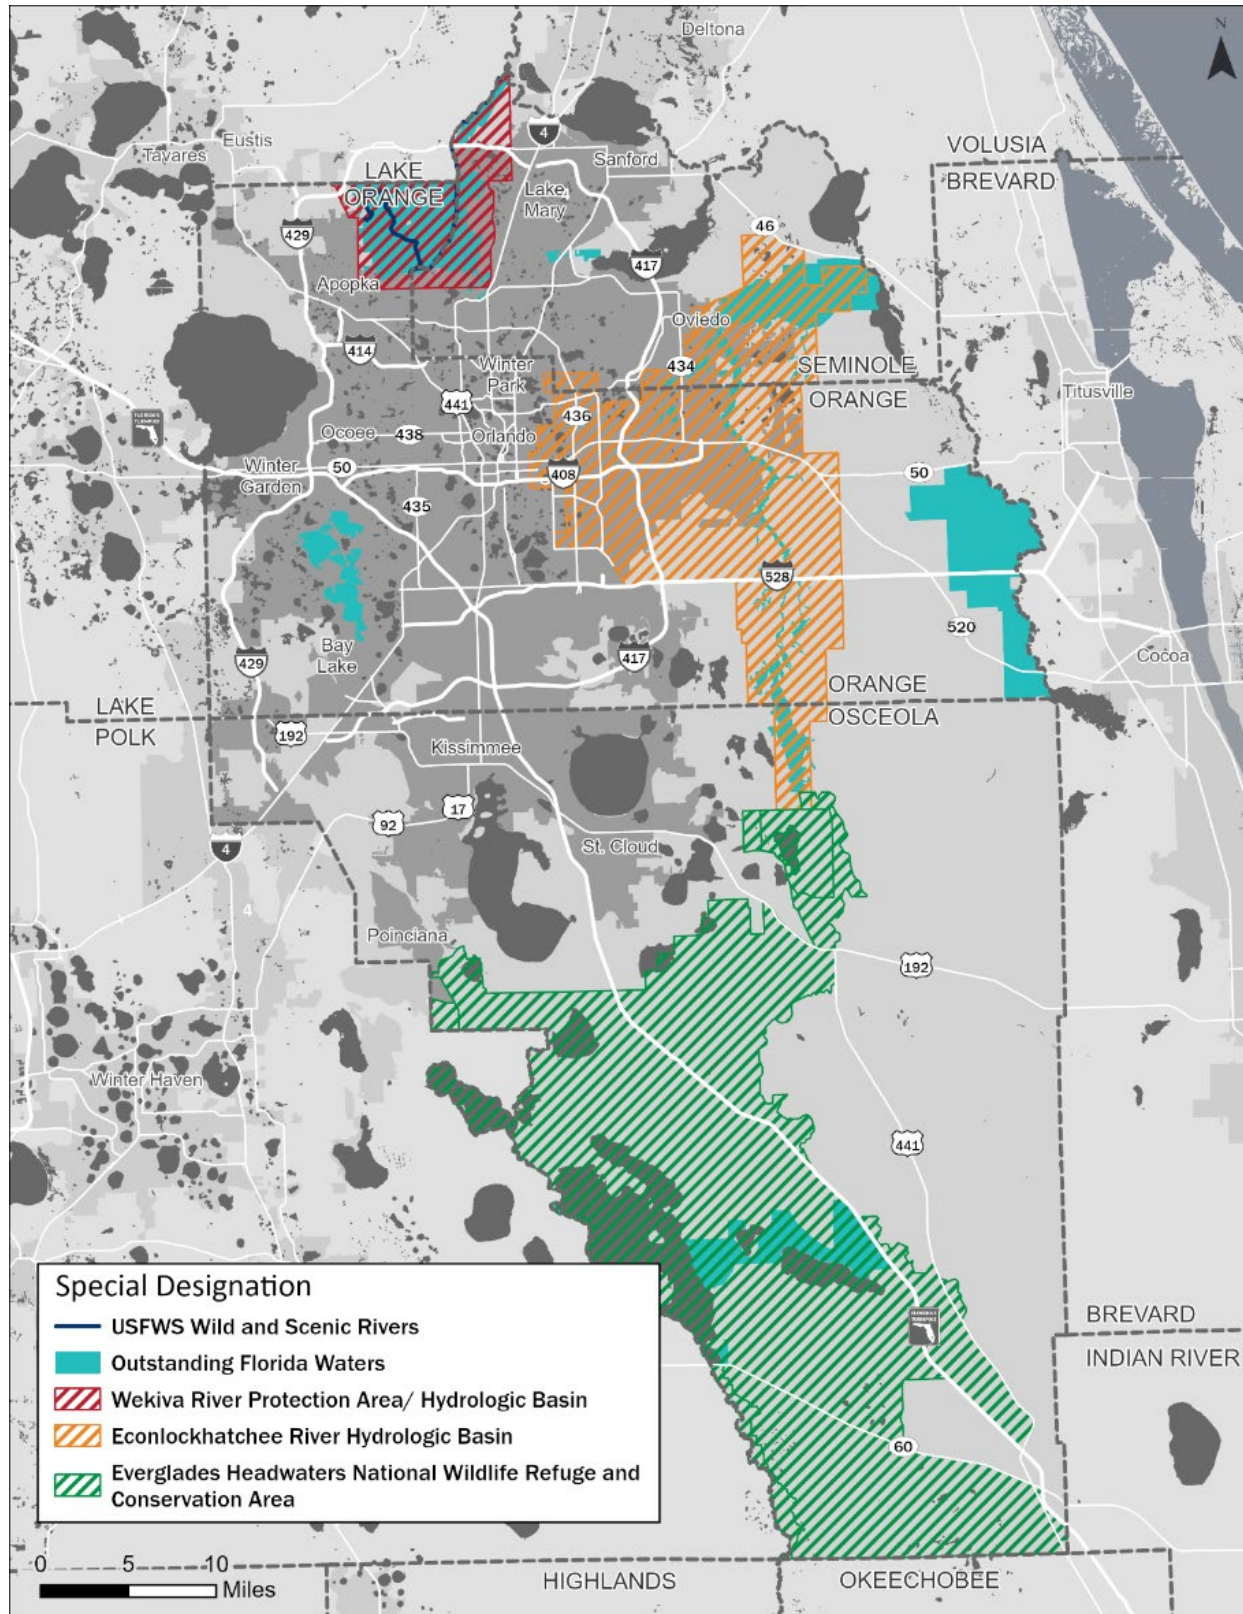 Deltona
N
4
VOLUSIA
BREVARD
Eustis
Tavares
Sanford
LAKE
ORANGE
Lake
Mary
46
429
417
Apopka
Oviedo
414
Winter
Park
434
SEMINOLE
ORANGE
Titusville
441
436
Ocoee
438
Orlando
Winter
Garden
50
408
50
435
528
520
Bay
Lake
429
417
Cocoa
ORANGE
OSCEOLA
LAKE
POLK
192
Kissimmee
17
92
St. Cloud
4
4
Poinciana
192
Winter Haven
441
Special Designation
USFWS Wild and Scenic Rivers
Outstanding Florida Waters
Wekiva River Protection Area/ Hydrologic Basin
Econlockhatchee River Hydrologic Basin
Everglades Headwaters National Wildlife Refuge and
Conservation Area
BREVARD
INDIAN RIVER
60
0 5 10
Miles
HIGHLANDS
OKEECHOBEE